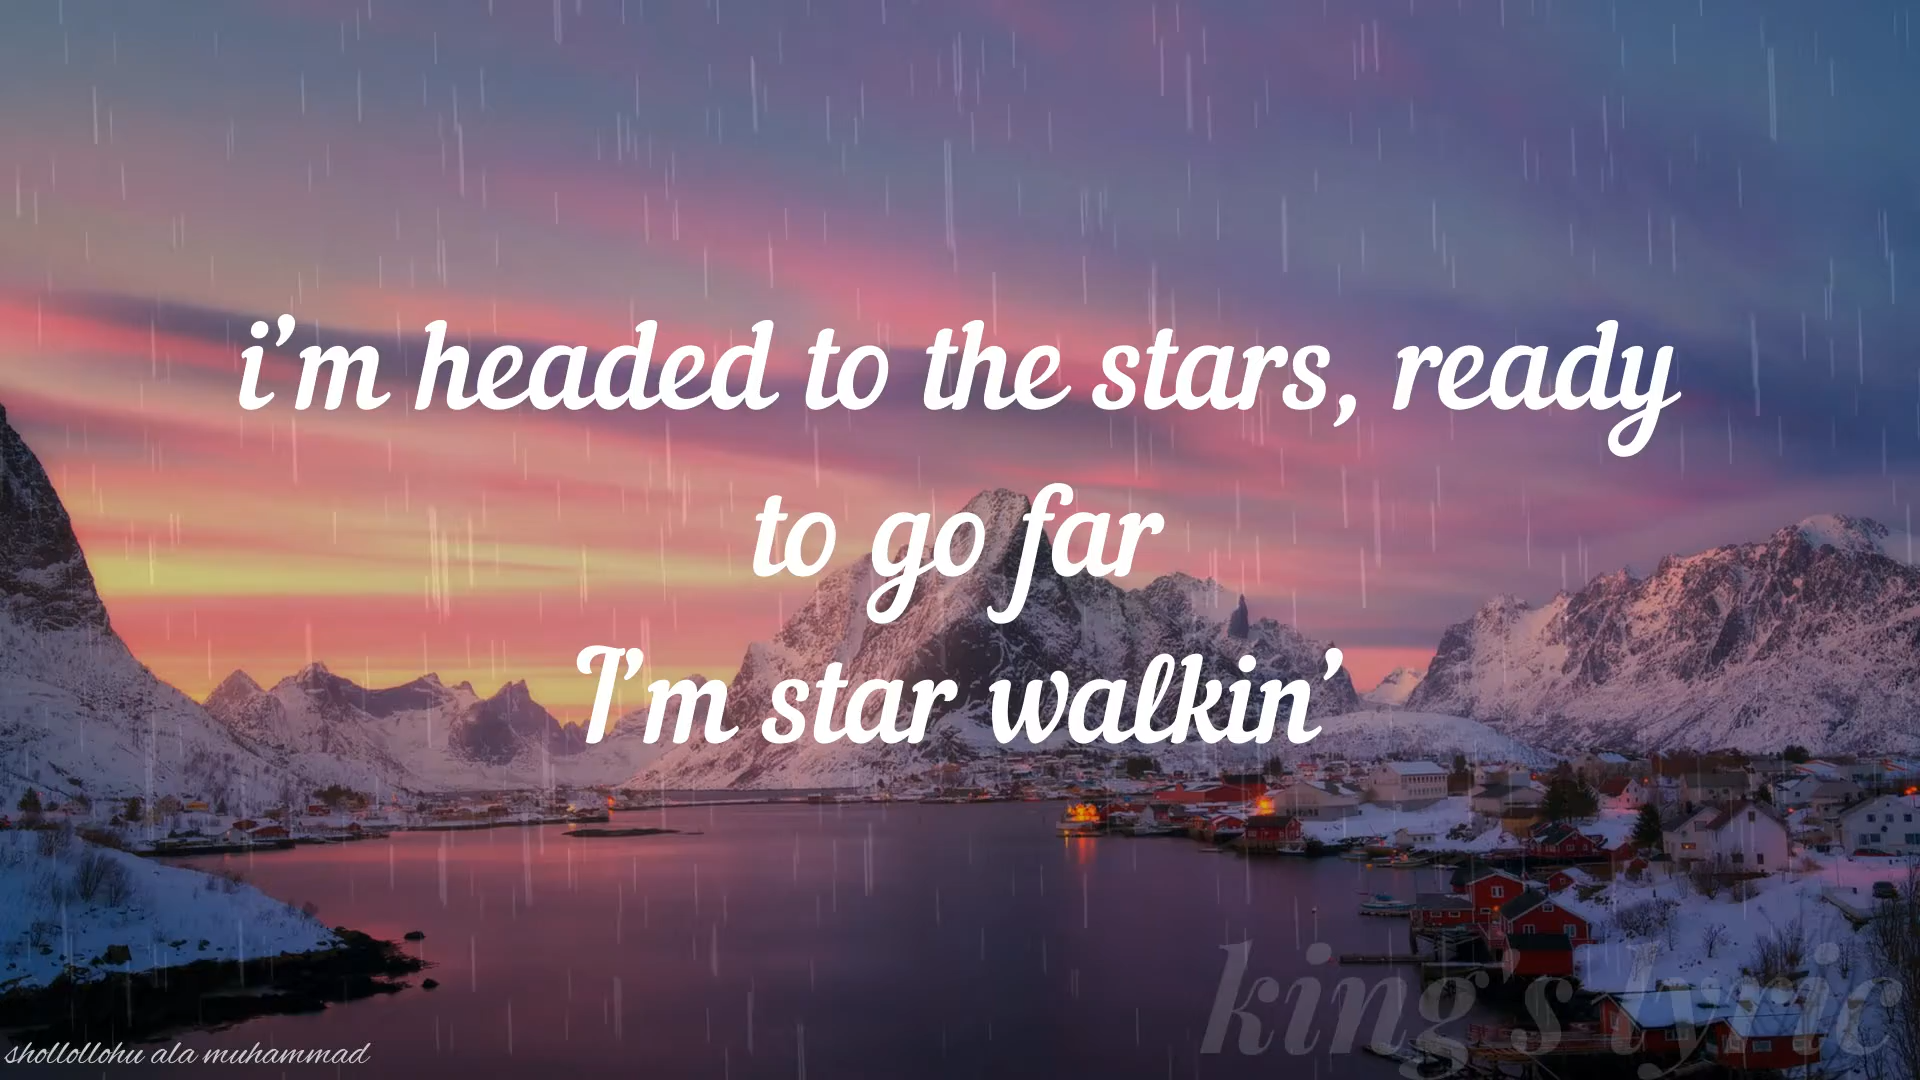 i'm headed to the stars, ready
to go far
I'm star walkin'
king's lyric
shollollohu ala muhammad